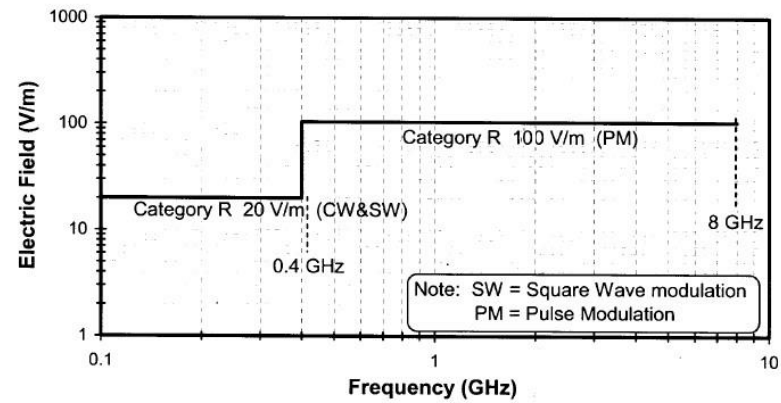 1000
100
10
1
Electric Field (V/m)
Category R 100 V/m (PM)
Category R 20 V/m (CW&SW)
8 GHz
0.4 GHz
Note: SW = Square Wave modulation
PM = Pulse Modulation
0.1
1
10
Frequency (GHz)